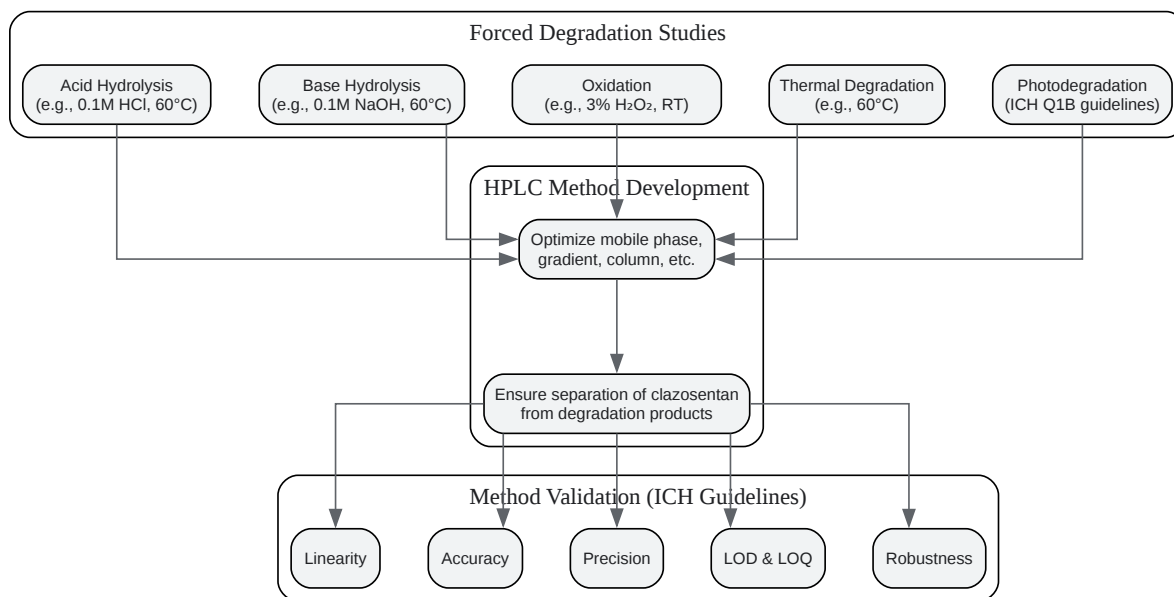 Forced Degradation Studies
Acid Hydrolysis
(e.g., 0.1M HCl, 60°C)
Base Hydrolysis
(e.g., 0.1M NaOH, 60°C)
Oxidation
(e.g., 3% H₂O₂, RT)
Thermal Degradation
(e.g., 60°C)
Photodegradation
(ICH Q1B guidelines)
HPLC Method Development
Optimize mobile phase,
gradient, column, etc.
Ensure separation of clazosentan
from degradation products
Method Validation (ICH Guidelines)
Linearity
Accuracy
Precision
LOD & LOQ
Robustness